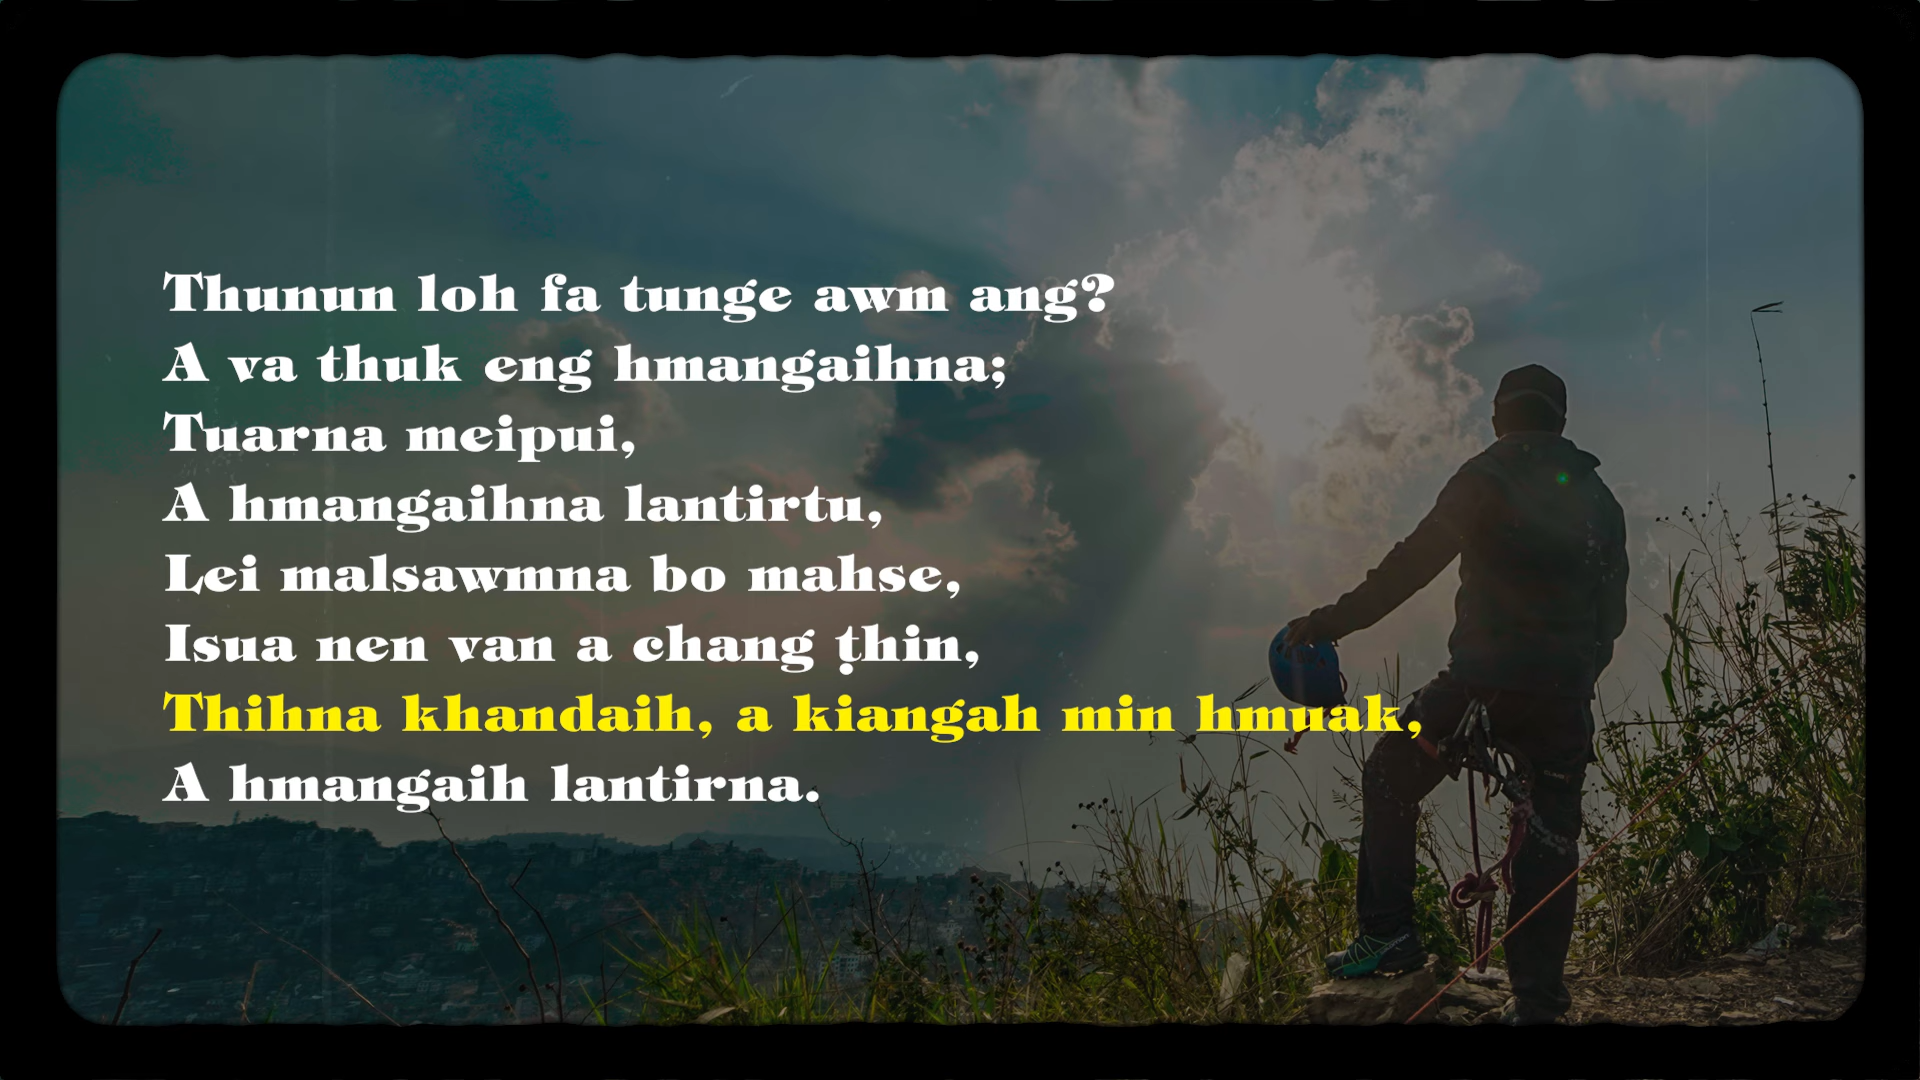 Thunun loh fa tunge awm ang?
A va thuk eng hmangaihna;
Tuarna meipui,
A hmangaihna lantirtu,
Lei malsawmna bo mahse,
Isua nen van a chang ṭhin,
Thihna khandaih, a kiangah min hmuak,
A hmangaih lantirna.